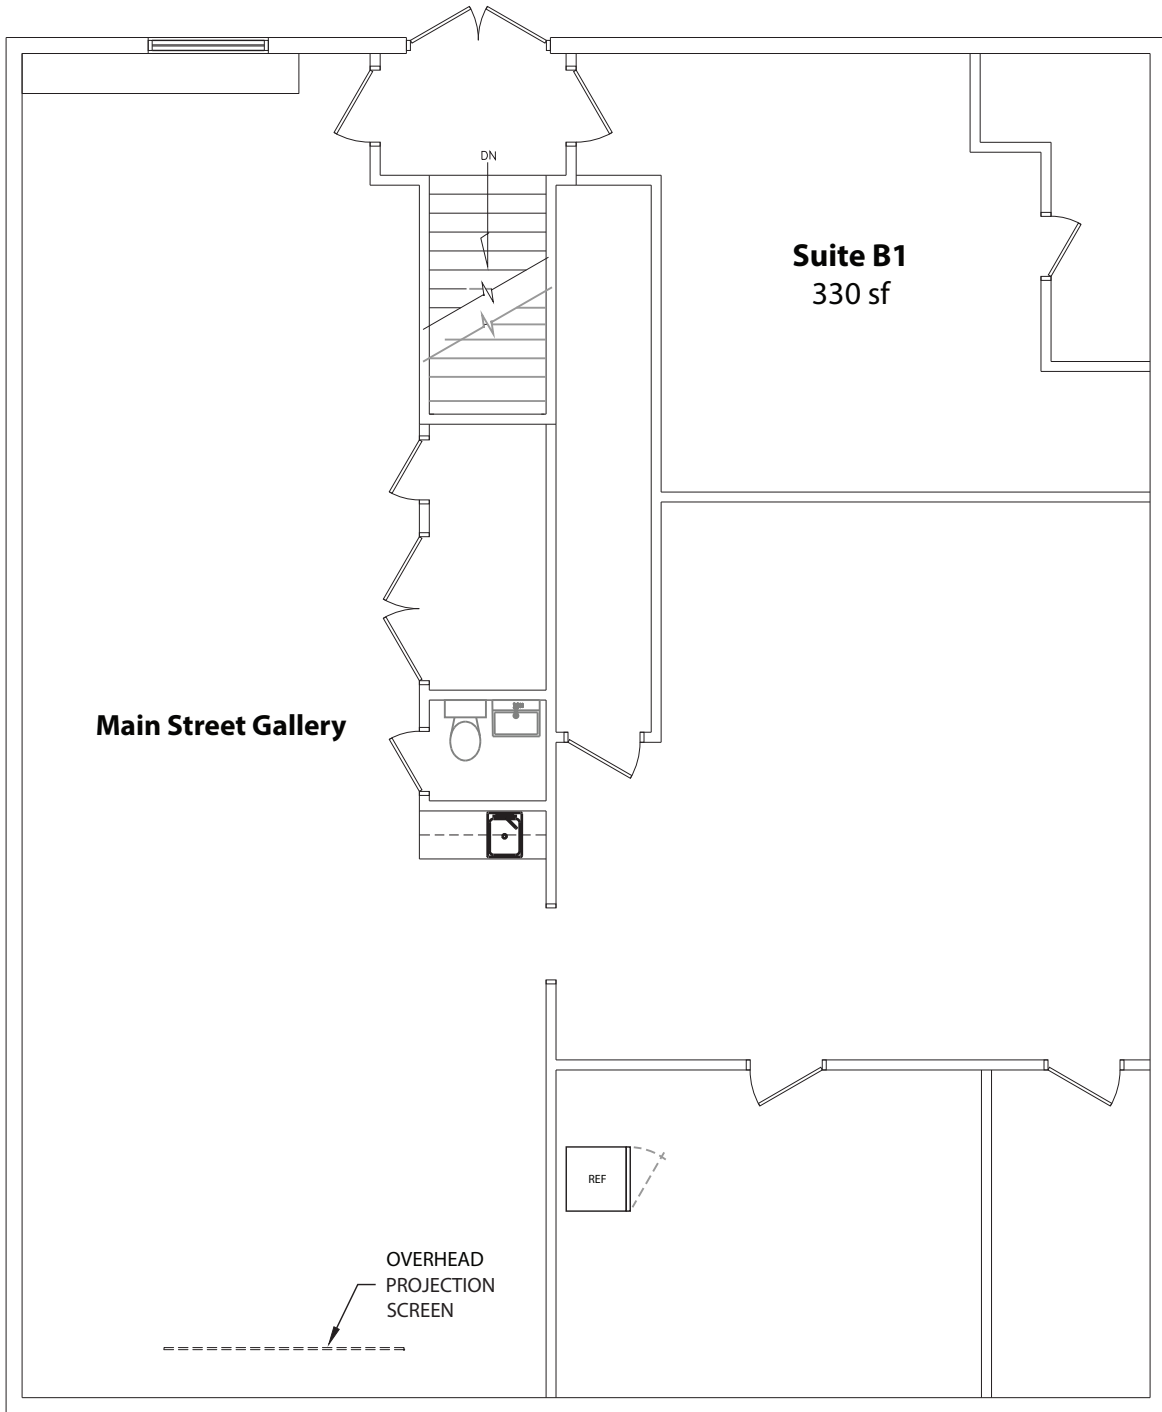 DN
Suite B1
330 sf
Main Street Gallery
REF
OVERHEAD
PROJECTION
SCREEN